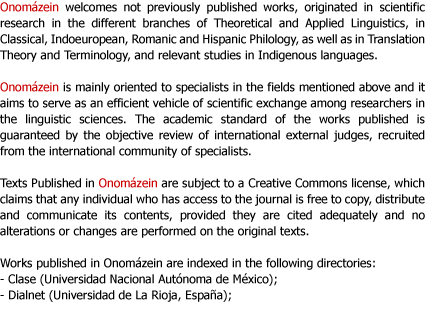 Onomázein welcomes not previously published works, originated in scientific
research in the different branches of Theoretical and Applied Linguistics, in
Classical, Indoeuropean, Romanic and Hispanic Philology, as well as in Translation
Theory and Terminology, and relevant studies in Indigenous languages.
Onomázein is mainly oriented to specialists in the fields mentioned above and it
aims to serve as an efficient vehicle of scientific exchange among researchers in
the linguistic sciences. The academic standard of the works published is
guaranteed by the objective review of international external judges, recruited
from the international community of specialists.
Texts Published in Onomázein are subject to a Creative Commons license, which
claims that any individual who has access to the journal is free to copy, distribute
and communicate its contents, provided they are cited adequately and no
alterations or changes are performed on the original texts.
Works published in Onomázein are indexed in the following directories:
- Clase (Universidad Nacional Autónoma de México);
- Dialnet (Universidad de La Rioja, España);